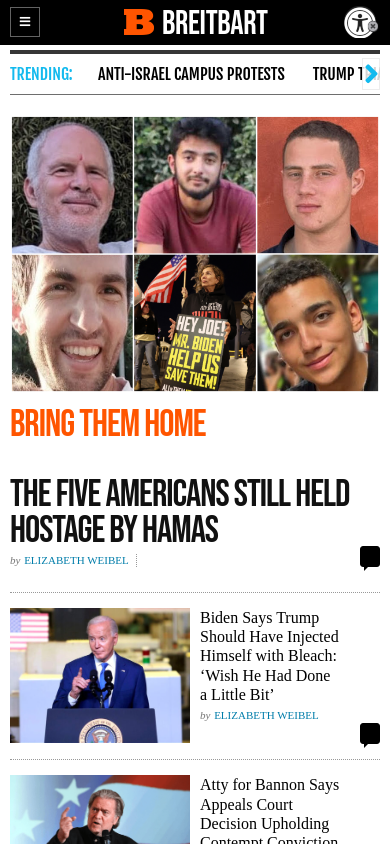 BREITBART
TRENDING:
ANTI-ISRAEL CAMPUS PROTESTS
TRUMP T
HEY JOE!
MR. BIDEN
HELP US
SAVE THEM!
BRING THEM HOME
THE FIVE AMERICANS STILL HELD
HOSTAGE BY HAMAS
by ELIZABETH WEIBEL
Biden Says Trump
Should Have Injected
Himself with Bleach:
‘Wish He Had Done
a Little Bit’
by ELIZABETH WEIBEL
Atty for Bannon Says
Appeals Court
Decision Upholding
Contempt Conviction